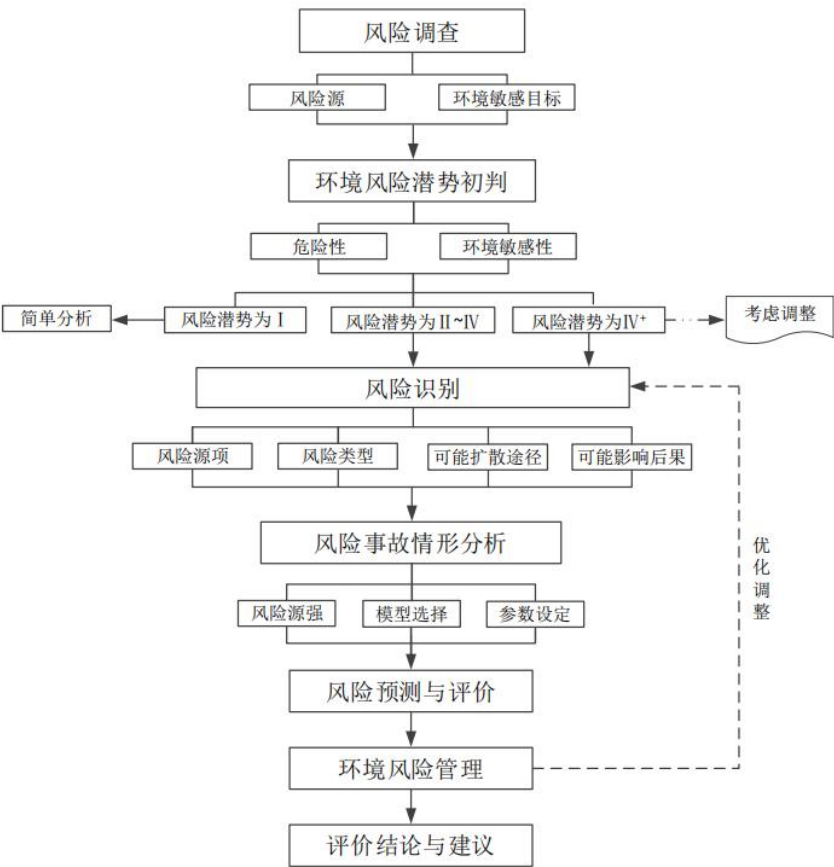 风险调查
风险源
环境敏感目标
环境风险潜势初判
危险性
环境敏感性
简单分析
风险潜势为Ⅰ
风险潜势为Ⅱ~Ⅳ
风险潜势为Ⅳ⁺
考虑调整
风险识别
风险源项
风险类型
可能扩散途径
可能影响后果
风险事故情形分析
优化调整
风险源强
模型选择
参数设定
风险预测与评价
环境风险管理
评价结论与建议